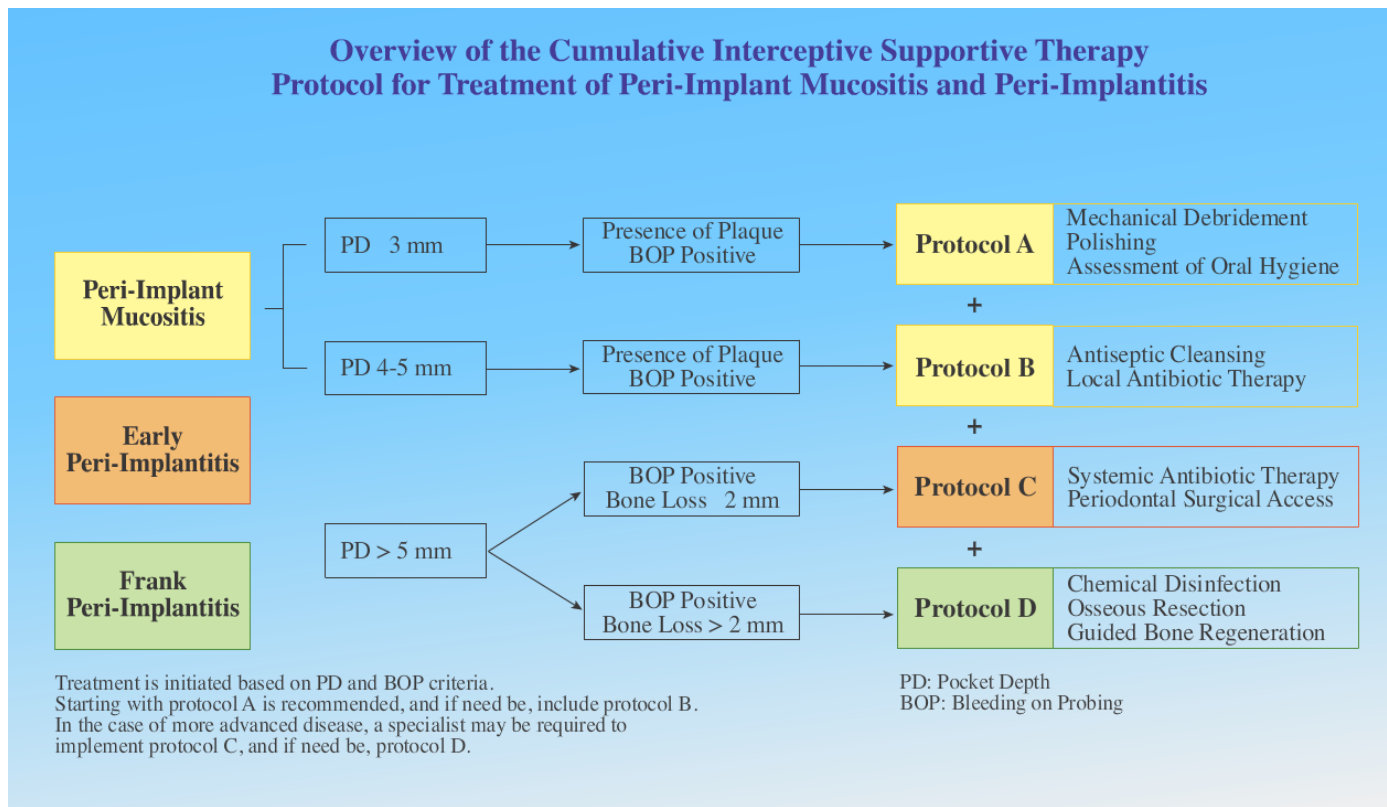 Overview of the Cumulative Interceptive Supportive Therapy
Protocol for Treatment of Peri-Implant Mucositis and Peri-Implantitis
Peri-Implant
Mucositis
PD 3 mm
Presence of Plaque
BOP Positive
Protocol A
Mechanical Debridement
Polishing
Assessment of Oral Hygiene
+
PD 4-5 mm
Presence of Plaque
BOP Positive
Protocol B
Antiseptic Cleansing
Local Antibiotic Therapy
+
Early
Peri-Implantitis
BOP Positive
Bone Loss 2 mm
Protocol C
Systemic Antibiotic Therapy
Periodontal Surgical Access
+
PD > 5 mm
Frank
Peri-Implantitis
BOP Positive
Bone Loss > 2 mm
Protocol D
Chemical Disinfection
Osseous Resection
Guided Bone Regeneration
Treatment is initiated based on PD and BOP criteria.
Starting with protocol A is recommended, and if need be, include protocol B.
In the case of more advanced disease, a specialist may be required to
implement protocol C, and if need be, protocol D.
PD: Pocket Depth
BOP: Bleeding on Probing